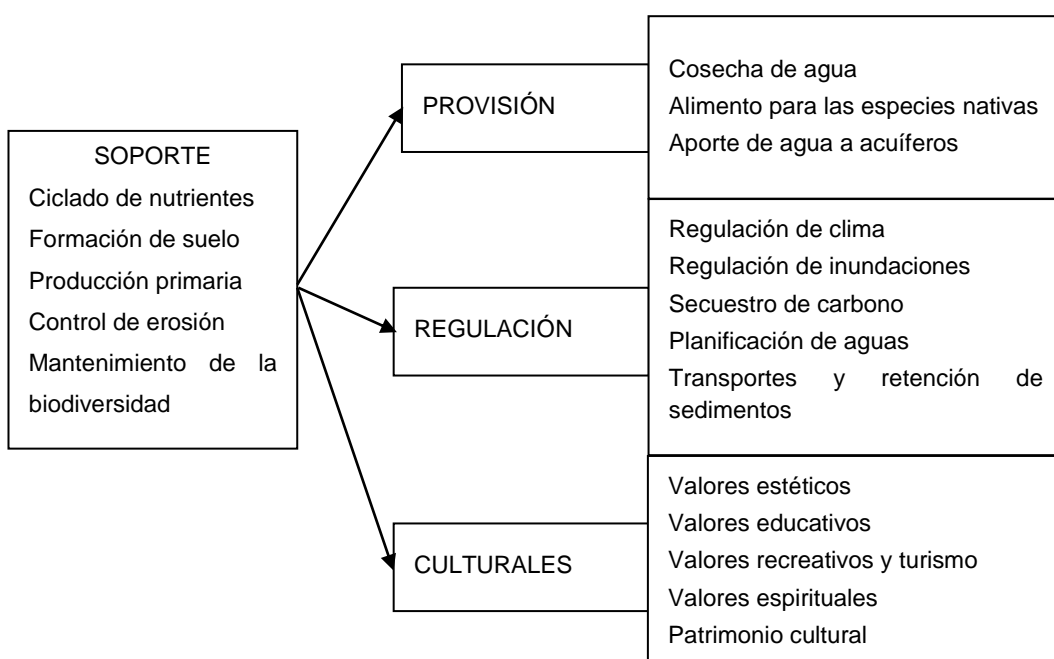 SOPORTE
Ciclado de nutrientes
Formación de suelo
Producción primaria
Control de erosión
Mantenimiento de la
biodiversidad
PROVISIÓN
Cosecha de agua
Alimento para las especies nativas
Aporte de agua a acuíferos
REGULACIÓN
Regulación de clima
Regulación de inundaciones
Secuestro de carbono
Planificación de aguas
Transportes y retención de
sedimentos
CULTURALES
Valores estéticos
Valores educativos
Valores recreativos y turismo
Valores espirituales
Patrimonio cultural